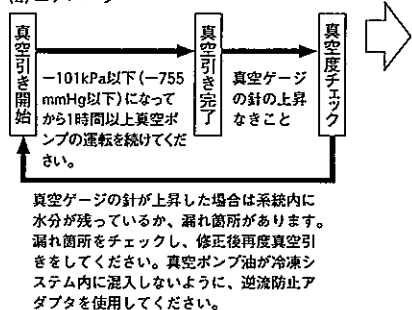 真空引き開始
−101kPa以下(−755
mmHg以下)になって
から1時間以上真空ポ
ンプの運転を続けてくだ
さい。
真空引き完了
真空ゲージ
の針の上昇
なきこと
真空度チェック
真空ゲージの針が上昇した場合は系統内に
水分が残っているか、漏れ箇所があります。
漏れ箇所をチェックし、修正後再度真空引
きをしてください。真空ポンプ油が冷凍シ
ステム内に混入しないように、逆流防止ア
ダプタを使用してください。